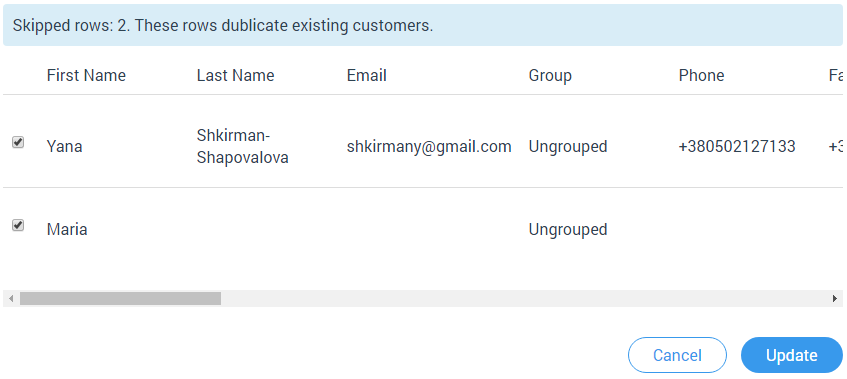 Skipped rows: 2. These rows dublicate existing customers.
First Name Last Name Email Group Phone Fa
Yana Shkirman-
Shapovalova shkirmany@gmail.com Ungrouped +380502127133 +3
Maria Ungrouped
Cancel Update